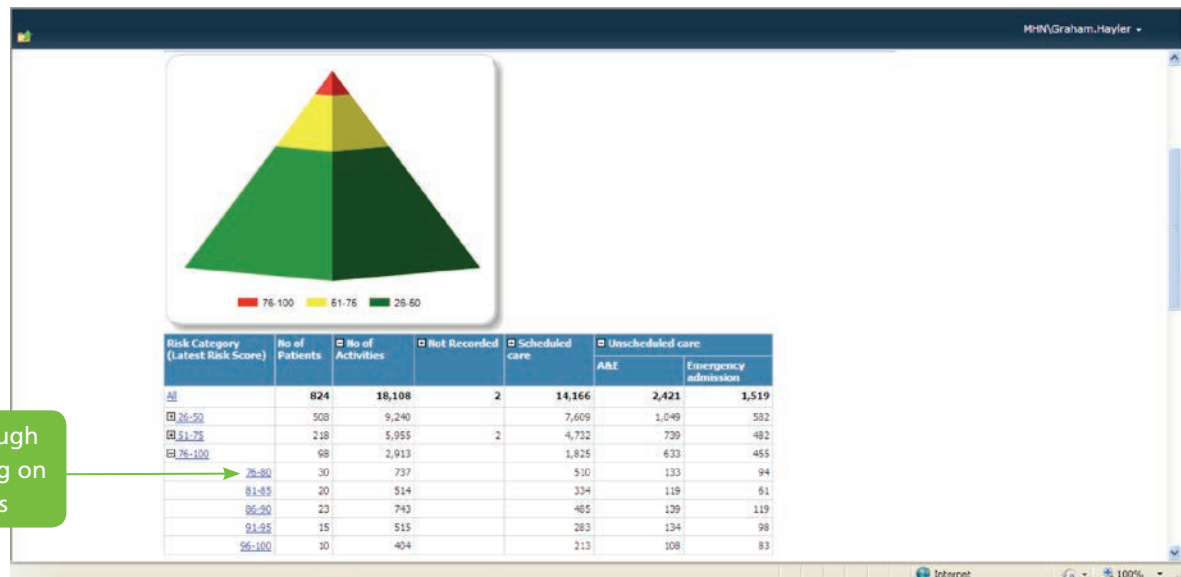 MHN\Graham.Hayler
76-100 51-75 26-50
Risk Category (Latest Risk Score) No of Patients No of Activities Not Recorded Scheduled care Unscheduled care
A&E Emergency admission
All 824 18,108 2 14,166 2,421 1,519
26-50 508 9,240 7,609 1,049 582
51-75 218 5,955 2 4,732 739 482
76-100 98 2,913 1,825 633 455
76-80 30 737 510 133 94
81-85 20 514 334 119 61
86-90 23 743 485 139 119
91-95 15 515 283 134 98
96-100 10 404 213 108 83
ugh
g on
s
Internet 100%